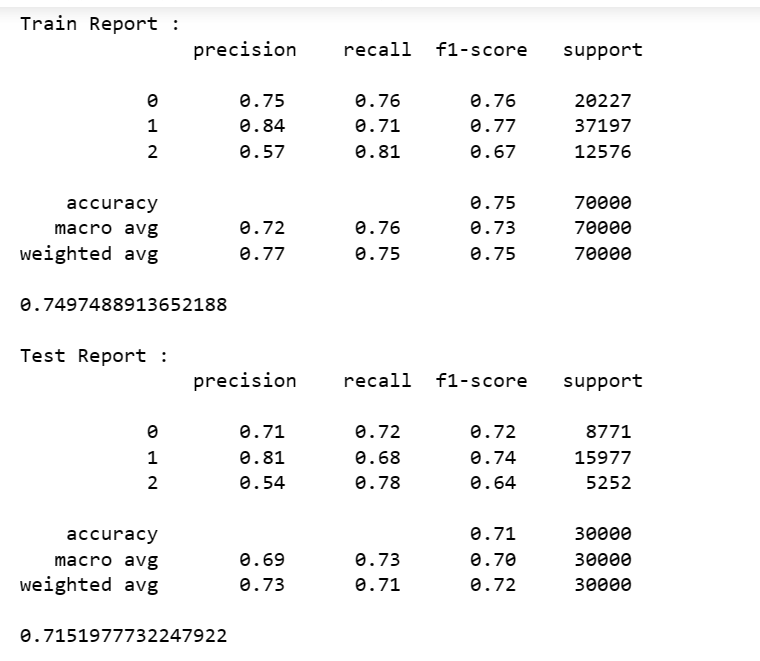 Train Report :
precision recall f1-score support
0 0.75 0.76 0.76 20227
1 0.84 0.71 0.77 37197
2 0.57 0.81 0.67 12576
accuracy 0.75 70000
macro avg 0.72 0.76 0.73 70000
weighted avg 0.77 0.75 0.75 70000
0.7497488913652188
Test Report :
precision recall f1-score support
0 0.71 0.72 0.72 8771
1 0.81 0.68 0.74 15977
2 0.54 0.78 0.64 5252
accuracy 0.71 30000
macro avg 0.69 0.73 0.70 30000
weighted avg 0.73 0.71 0.72 30000
0.7151977732247922